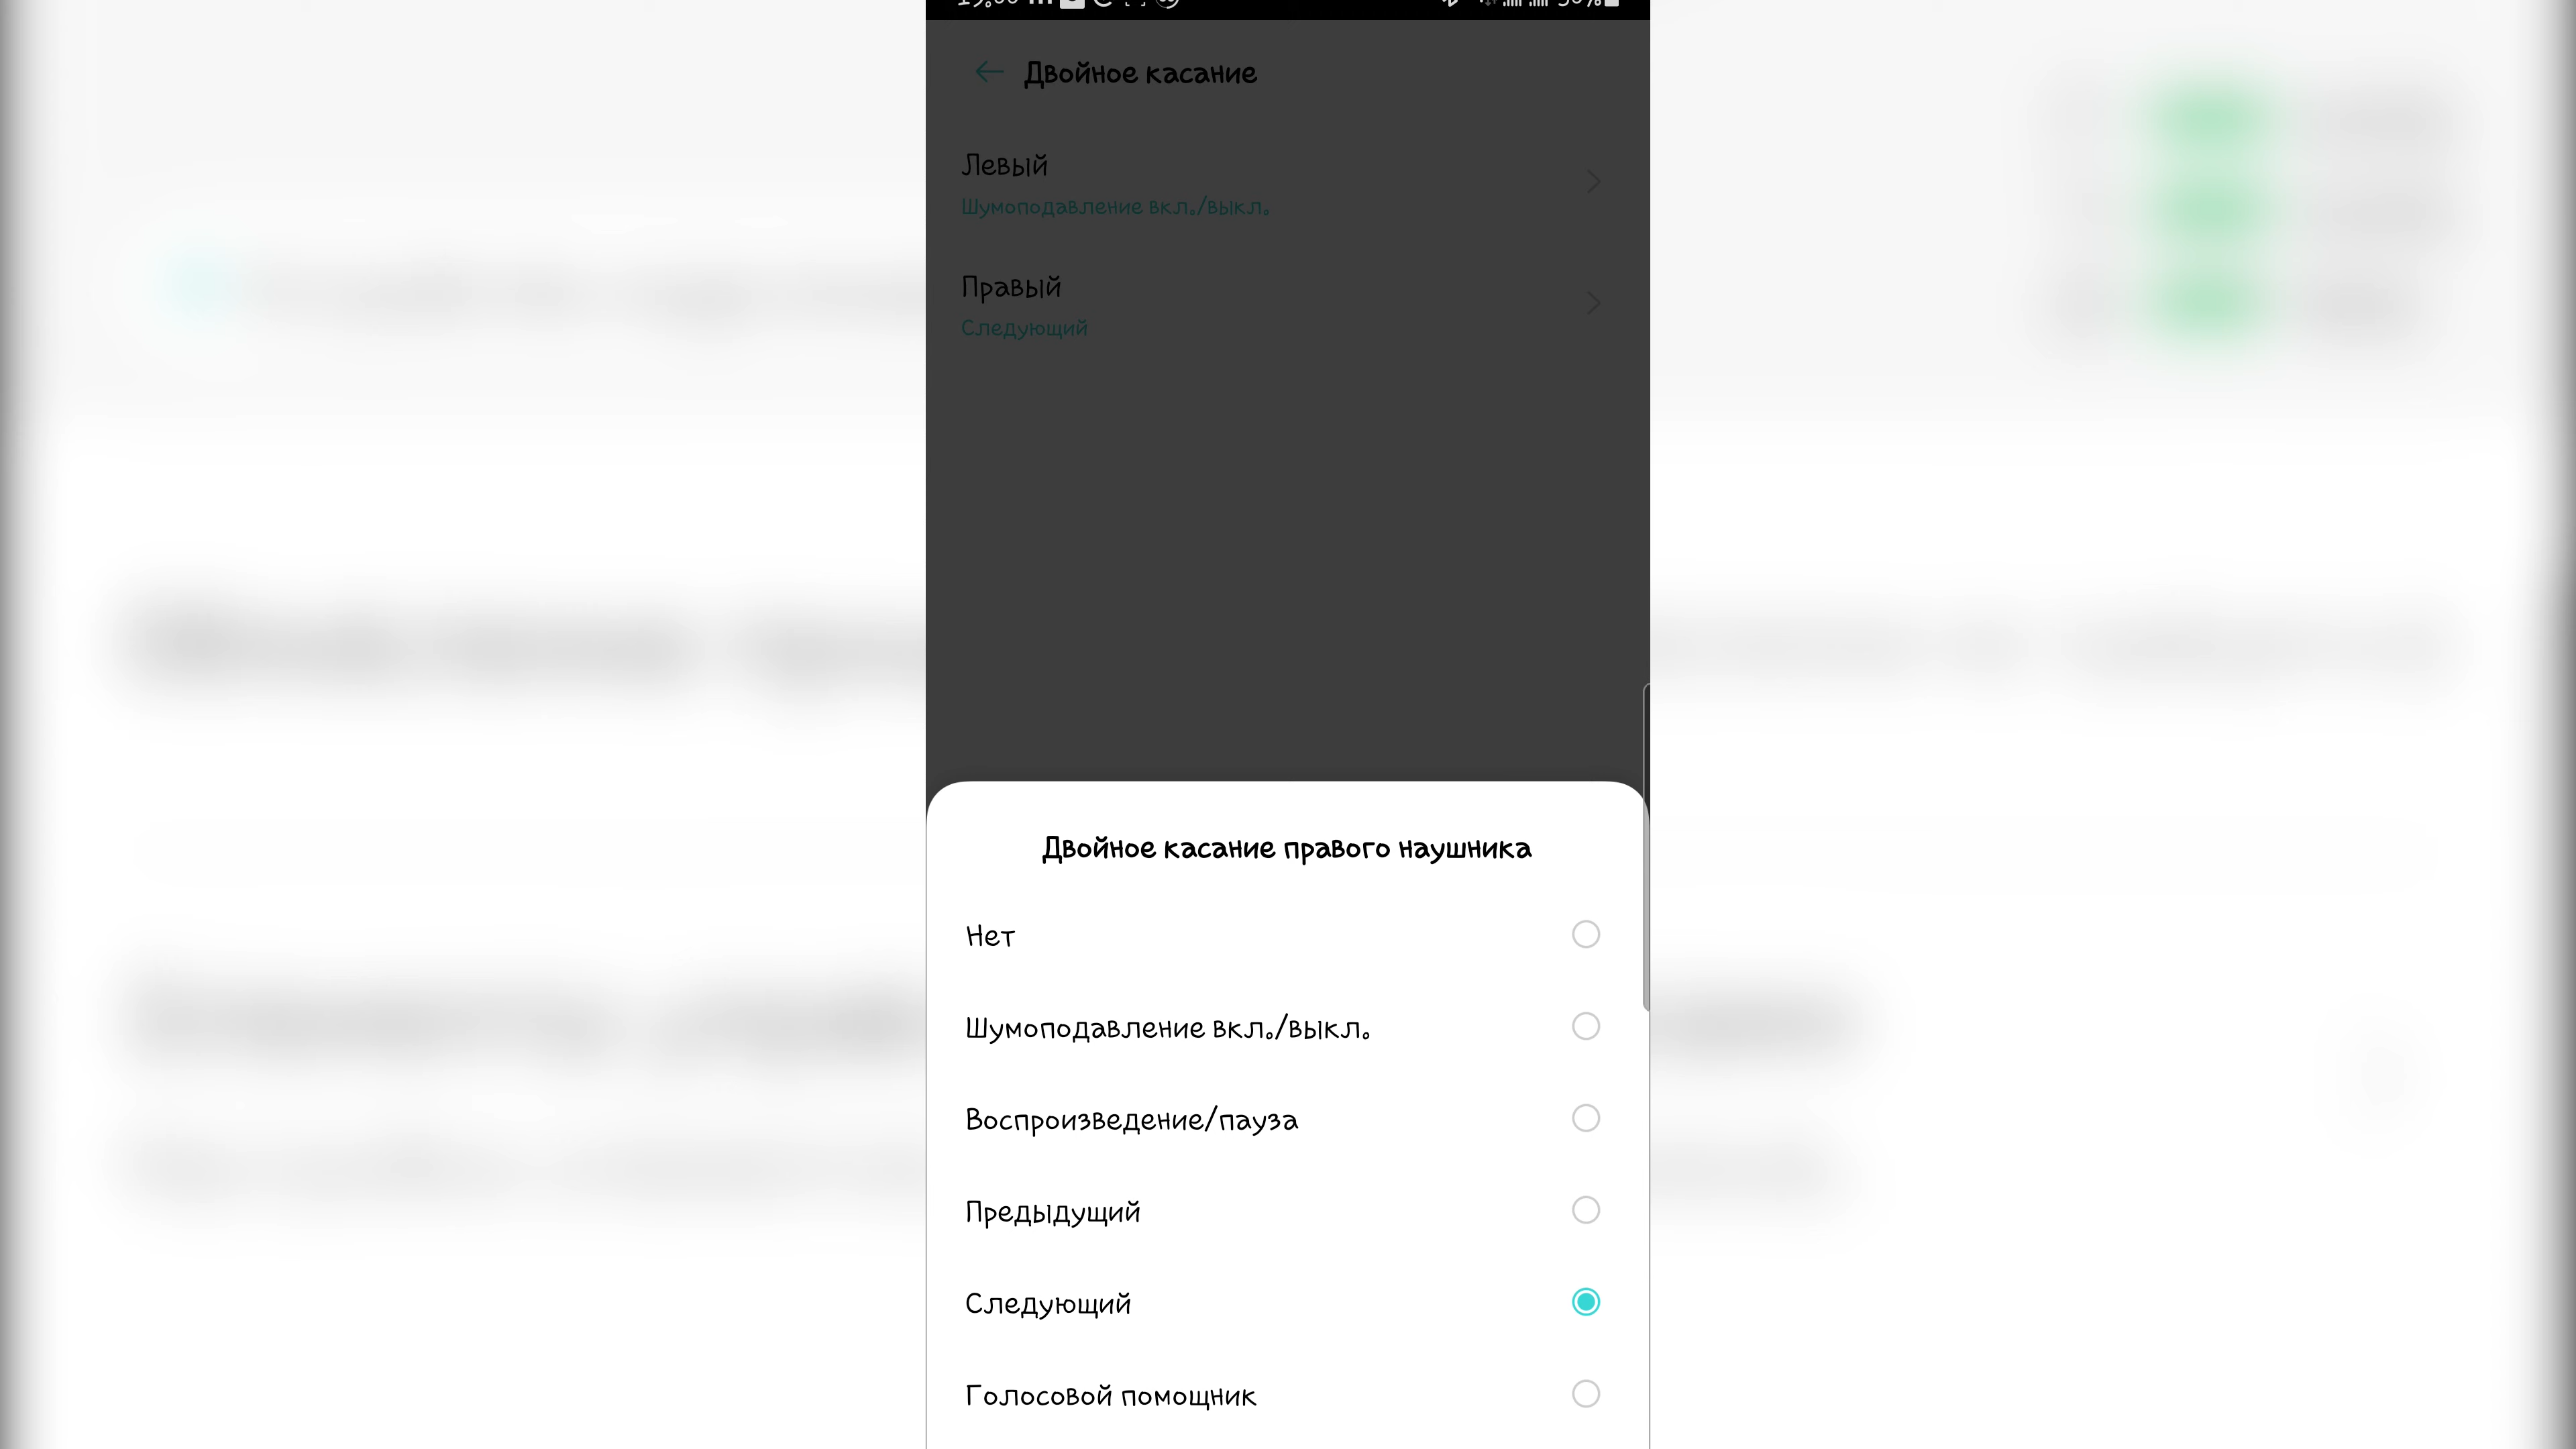 Двойное касание
Левый
Шумоподавление вкл./выкл.
Правый
Следующий
Двойное касание правого наушника
Нет
Шумоподавление вкл./выкл.
Воспроизведение/пауза
Предыдущий
Следующий
Голосовой помощник